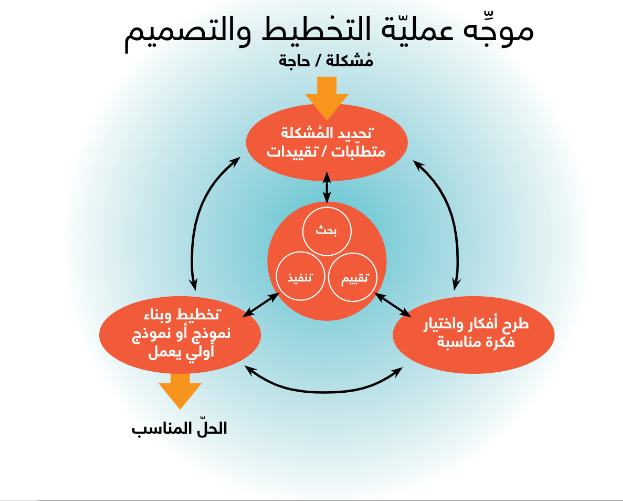 موجِّه عمليّة التخطيط والتصميم
مُشكلة / حاجة
تحديد المُشكلة
متطلّبات / تقييدات
بحث
تقييم
تنفيذ
طرح أفكار واختيار
فكرة مناسبة
تخطيط وبناء
نموذج أو نموذج
أولي يعمل
الحلّ المناسب